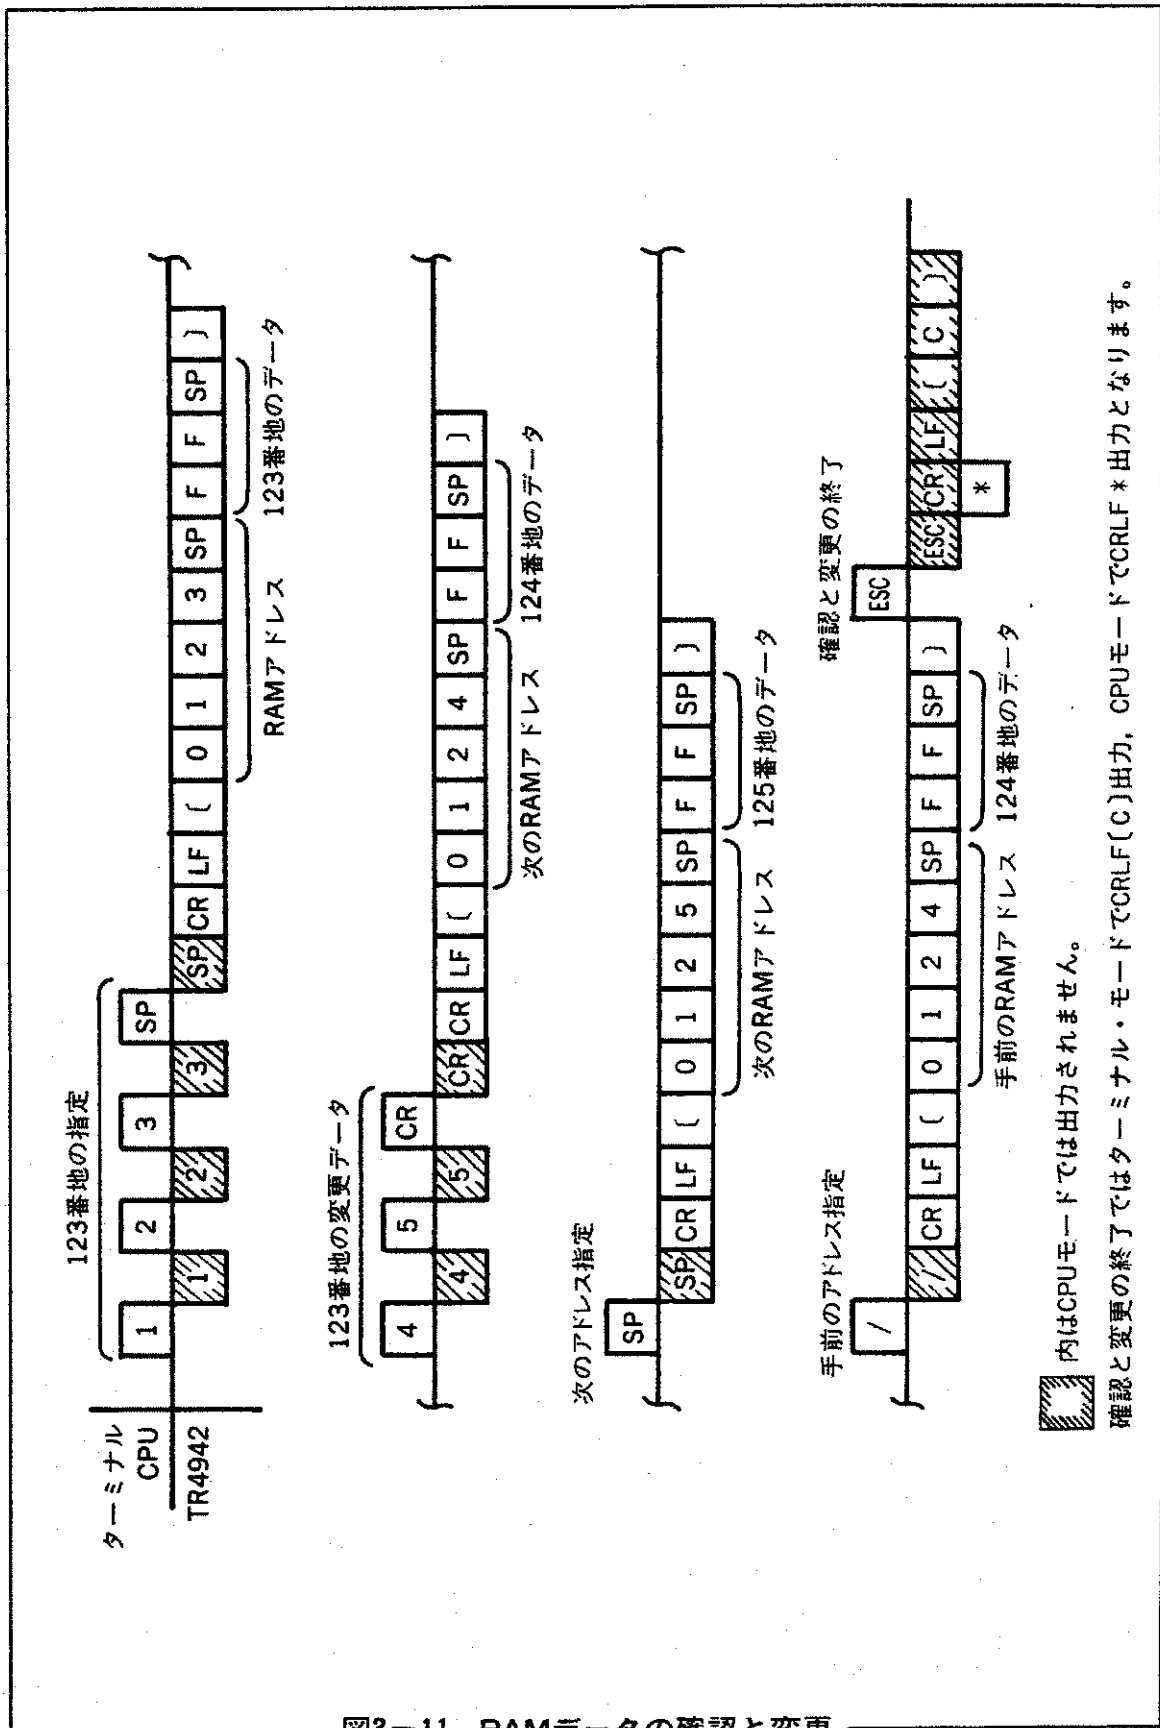 ターミナル
CPU
TR4942
123番地の指定
1 2 3 SP
1 2 3 SP CR LF ( 0 1 2 3 SP F F SP )
RAMアドレス
123番地のデータ
123番地の変更データ
4 5 CR
4 5 CR CR LF ( 0 1 2 4 SP F F SP )
次のRAMアドレス
124番地のデータ
次のアドレス指定
SP
SP CR LF ( 0 1 2 5 SP F F SP )
次のRAMアドレス
125番地のデータ
手前のアドレス指定
/
/ CR LF ( 0 1 2 4 SP F F SP )
手前のRAMアドレス
124番地のデータ
確認と変更の終了
ESC
ESC CR LF ( C )
*
内はCPUモードでは出力されません。
確認と変更の終了ではターミナル・モードでCRLF(C)出力, CPUモードでCRLF*出力となります。
RAMデータの確認と変更